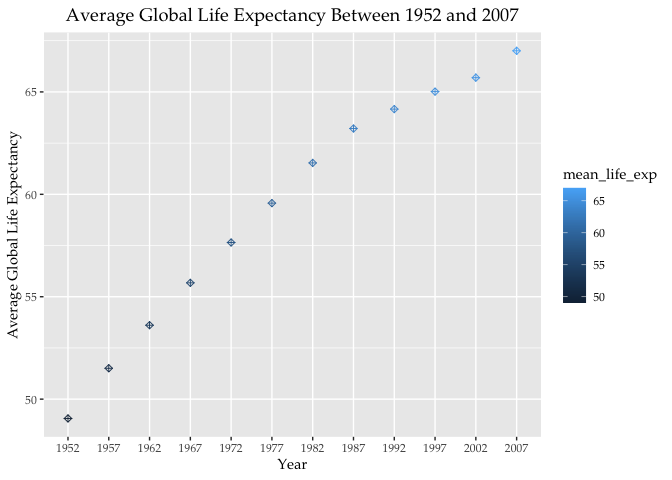 Average Global Life Expectancy Between 1952 and 2007
Average Global Life Expectancy
65
60
55
50
1952 1957 1962 1967 1972 1977 1982 1987 1992 1997 2002 2007
Year
mean_life_exp
65
60
55
50